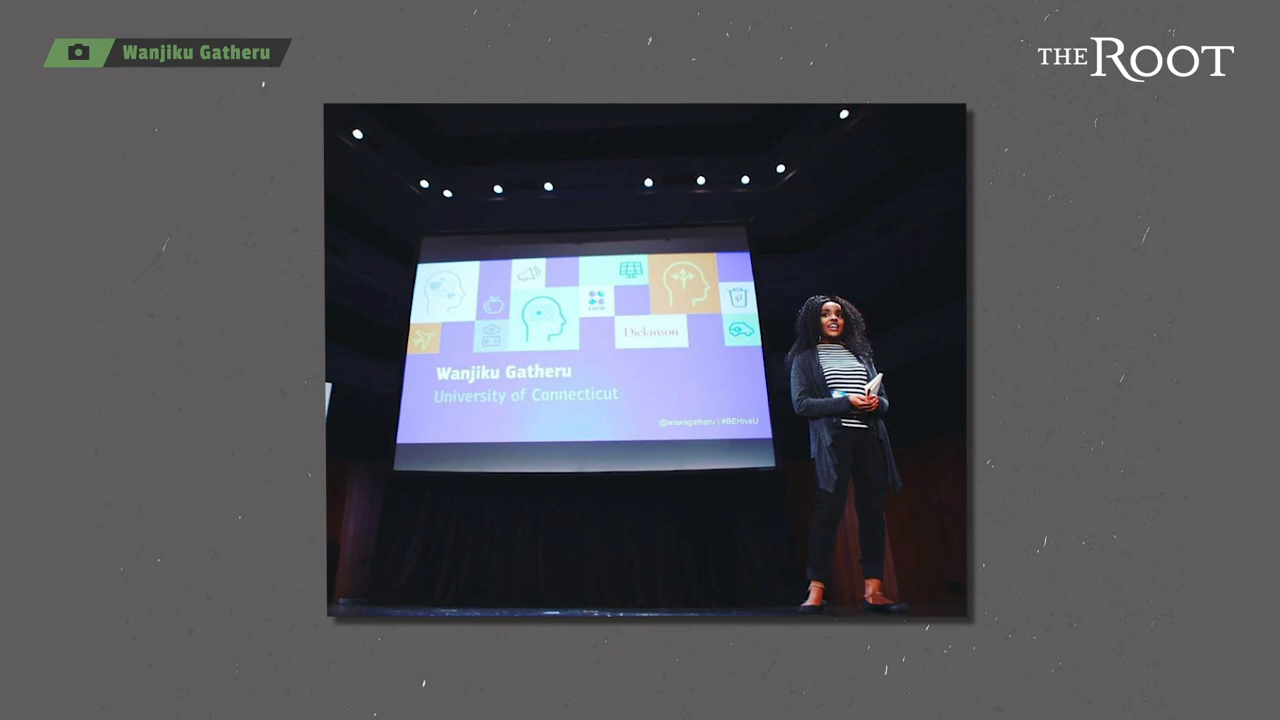 Wanjiku Gatheru
THE ROOT
Dickinson
Wanjiku Gatheru
University of Connecticut
@wawagatheru | #BEHiveU